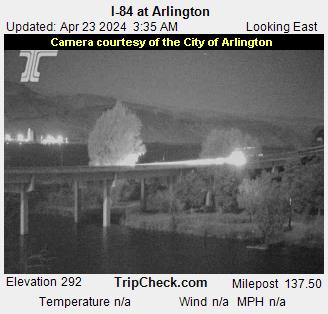 I-84 at Arlington
Updated: Apr 23 2024 3:35 AM Looking East
Camera courtesy of the City of Arlington
Elevation 292 TripCheck.com Milepost 137.50
Temperature n/a Wind n/a MPH n/a